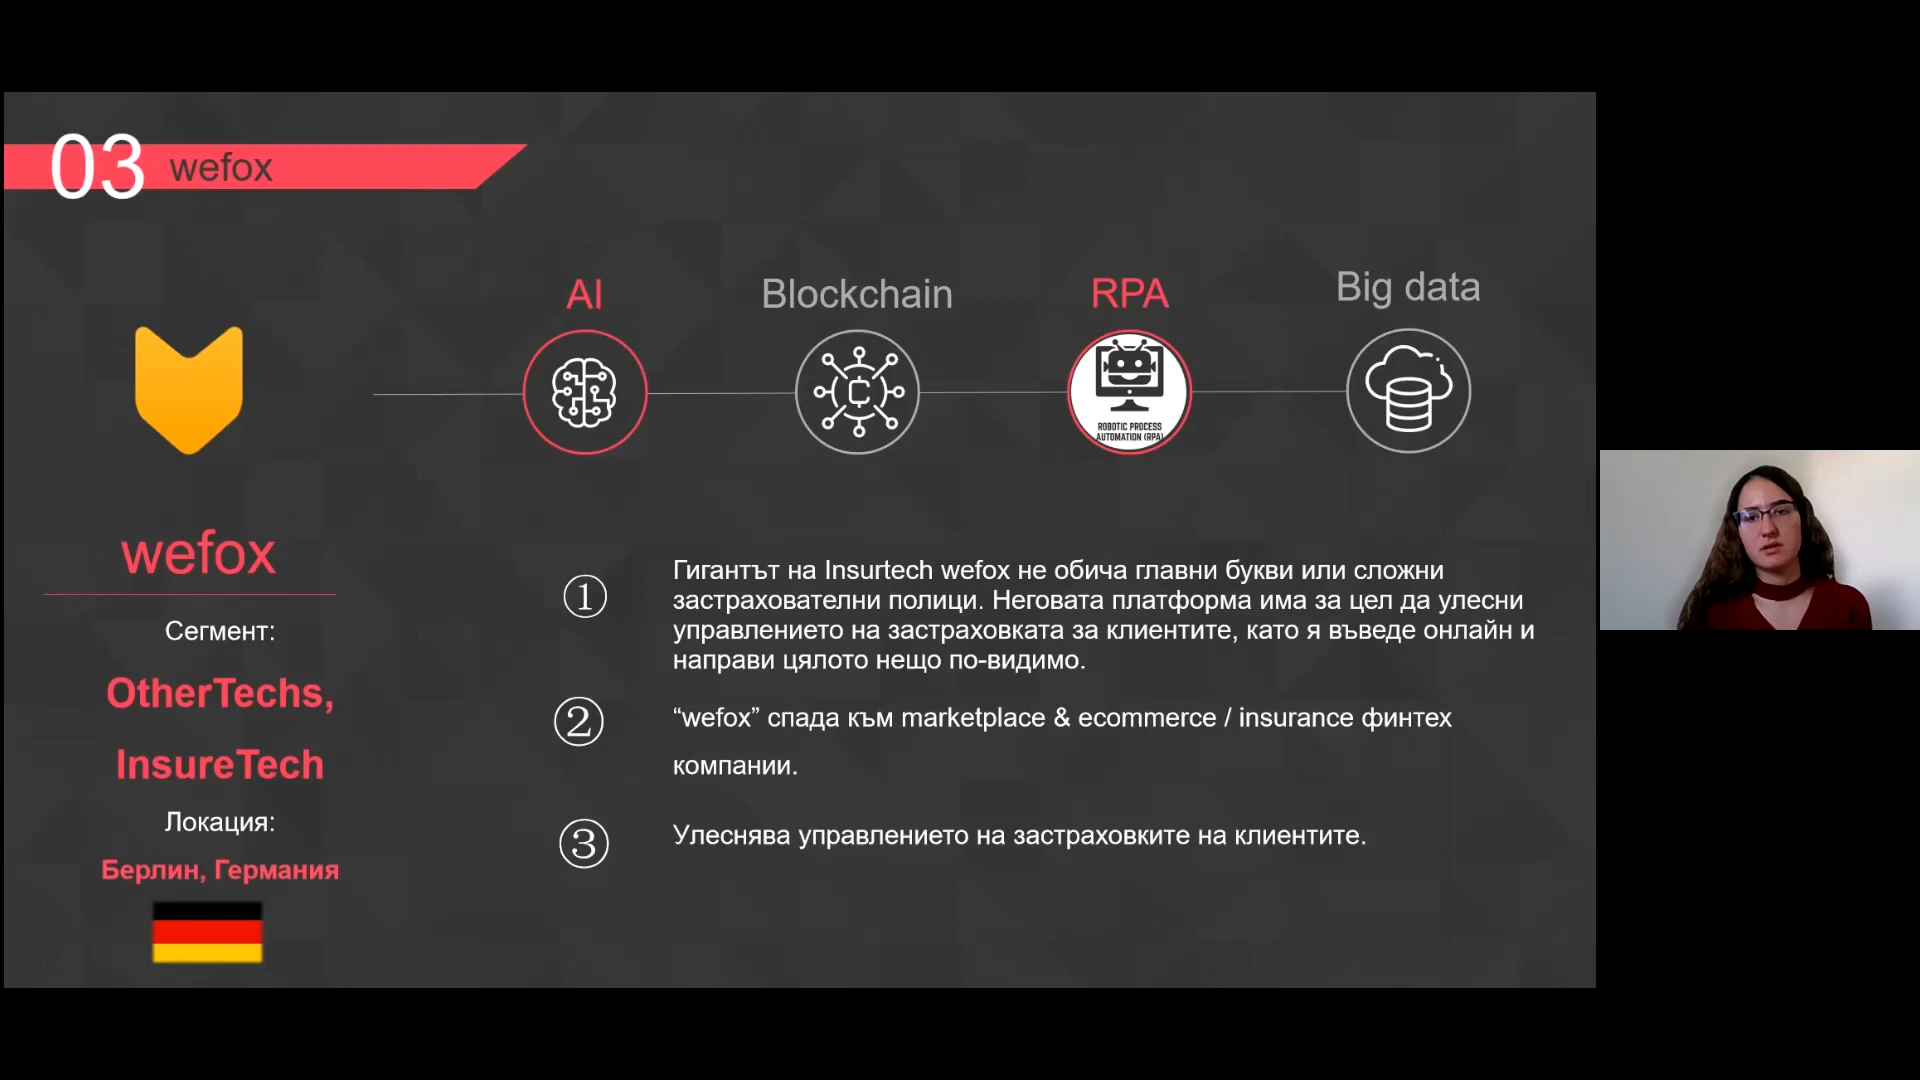 03 wefox
AI
Blockchain
RPA
Big data
ROBOTIC PROCESS
AUTOMATION (RPA)
wefox
Сегмент:
OtherTechs,
InsureTech
Локация:
Берлин, Германия
1
Гигантът на Insurtech wefox не обича главни букви или сложни
застрахователни полици. Неговата платформа има за цел да улесни
управлението на застраховката за клиентите, като я въведе онлайн и
направи цялото нещо по-видимо.
2
“wefox” спада към marketplace & ecommerce / insurance финтех
компании.
3
Улеснява управлението на застраховките на клиентите.